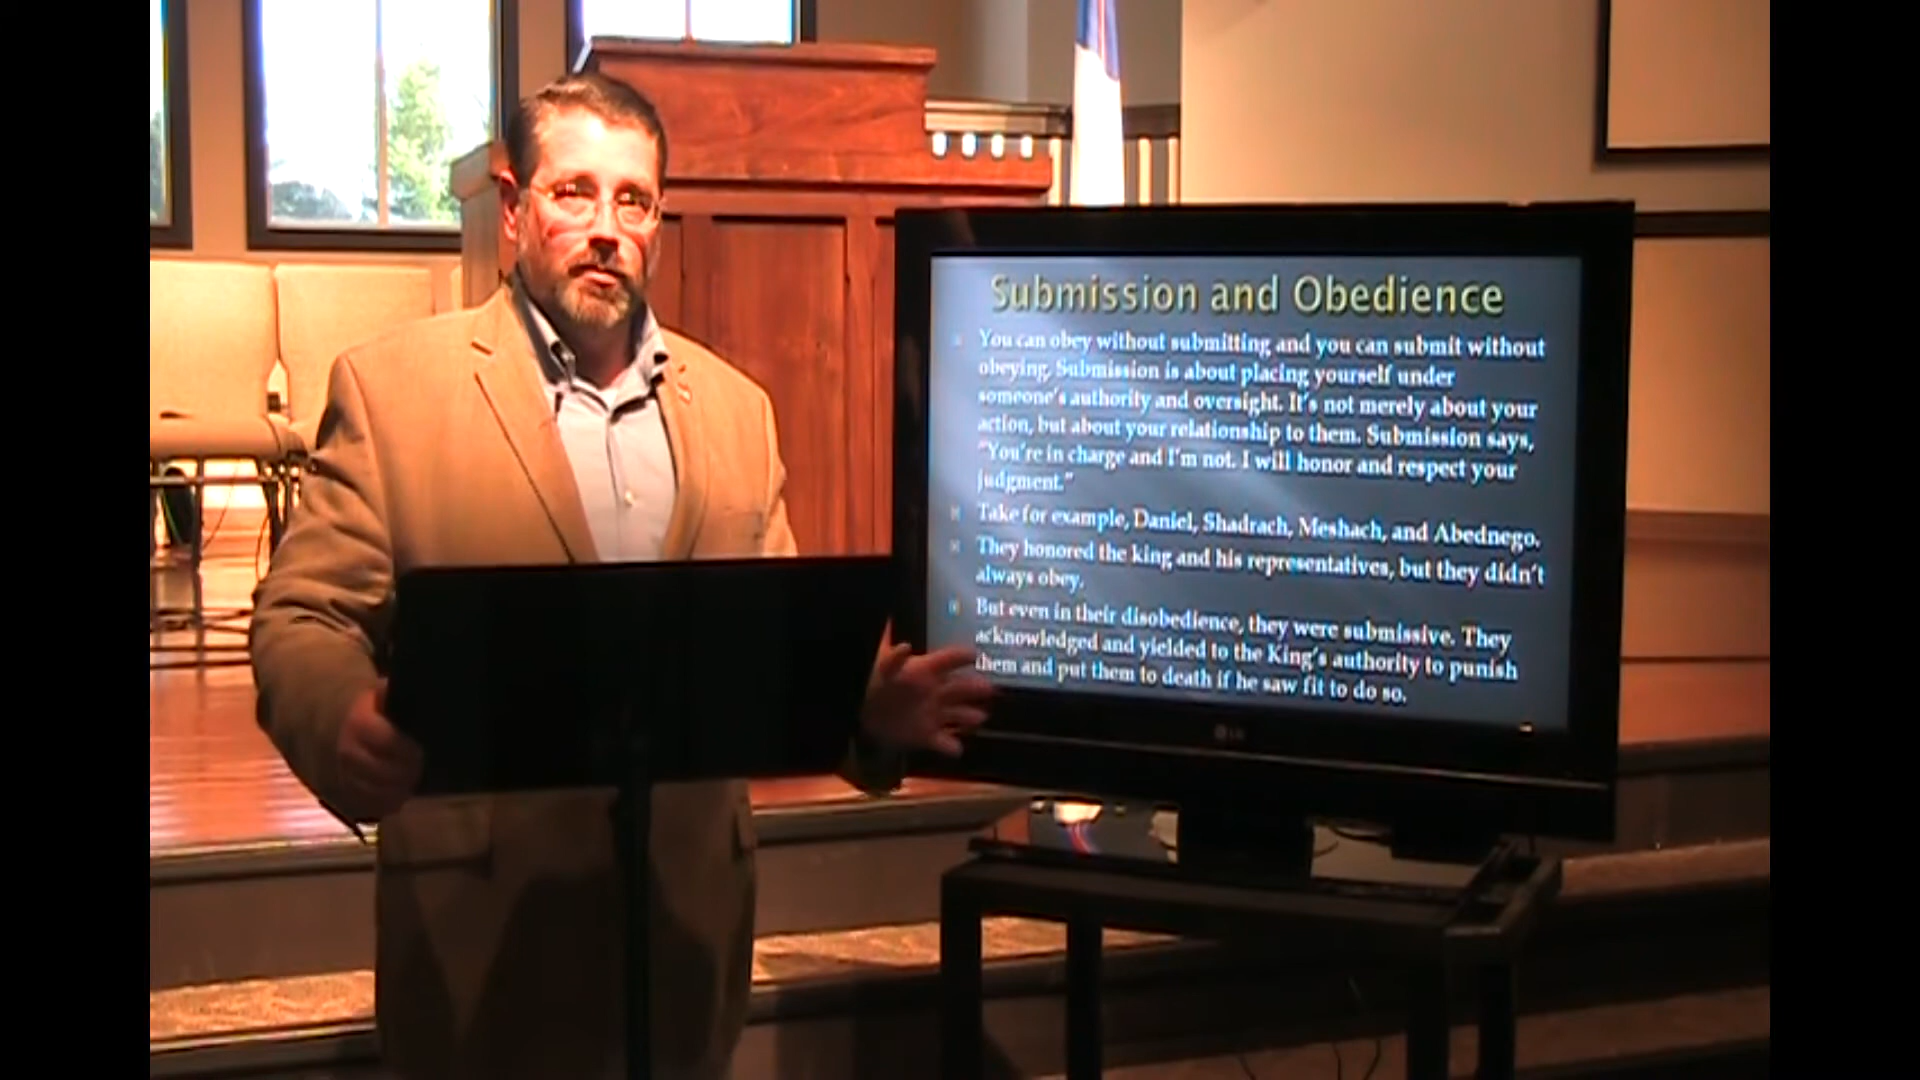 Submission and Obedience
You can obey without submitting and you can submit without
obeying. Submission is about placing yourself under
someone's authority and oversight. It's not merely about your
action, but about your relationship to them. Submission says,
"You're in charge and I'm not. I will honor and respect your
judgment."
Take for example, Daniel, Shadrach, Meshach, and Abednego.
They honored the king and his representatives, but they didn't
always obey.
But even in their disobedience, they were submissive. They
acknowledged and yielded to the King's authority to punish
them and put them to death if he saw fit to do so.
LG